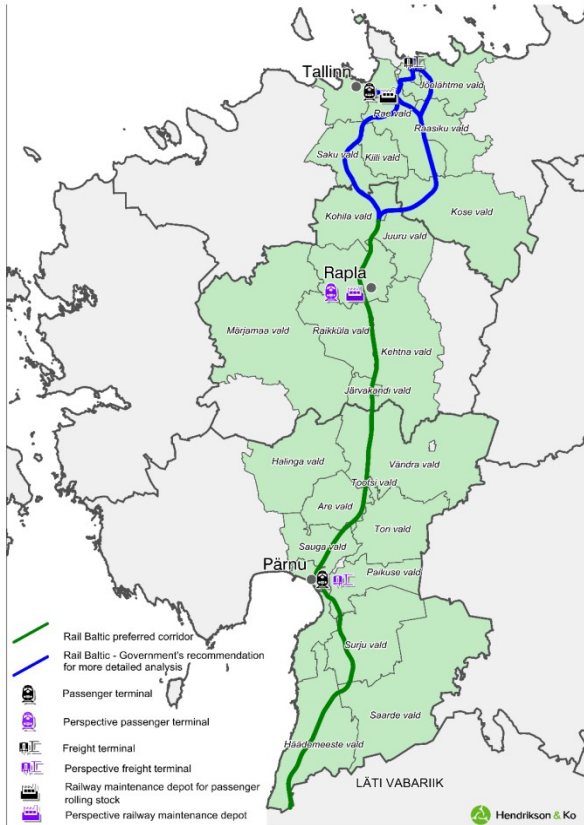 Tallinn
Jõelähtme vald
Rae vald
Raasiku vald
Saku vald
Kiili vald
Kohila vald
Kose vald
Juuru vald
Rapla
Märjamaa vald
Raikküla vald
Kehtna vald
Järvakandi vald
Halinga vald
Vändra vald
Tootsi vald
Are vald
Tori vald
Sauga vald
Pärnu
Paikuse vald
Surju vald
Saarde vald
Häädemeeste vald
LÄTI VABARIIK
Rail Baltic preferred corridor
Rail Baltic - Government's recommendation
for more detailed analysis
Passenger terminal
Perspective passenger terminal
Freight terminal
Perspective freight terminal
Railway maintenance depot for passenger
rolling stock
Perspective railway maintenance depot
Hendrikson & Ko